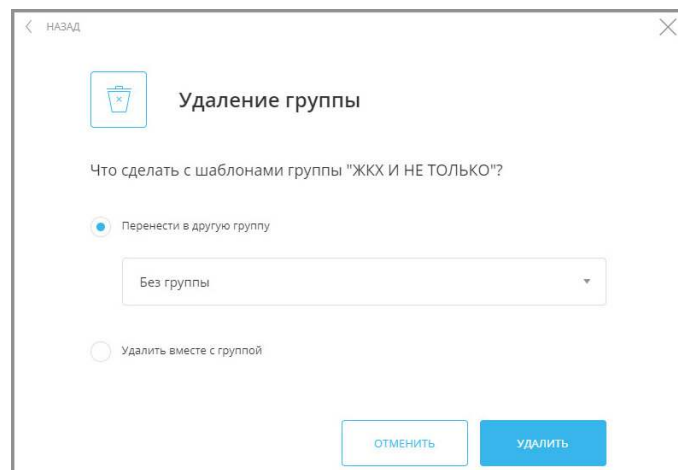 НАЗАД
Удаление группы
Что сделать с шаблонами группы "ЖКХ И НЕ ТОЛЬКО"?
Перенести в другую группу
Без группы
Удалить вместе с группой
ОТМЕНИТЬ
УДАЛИТЬ